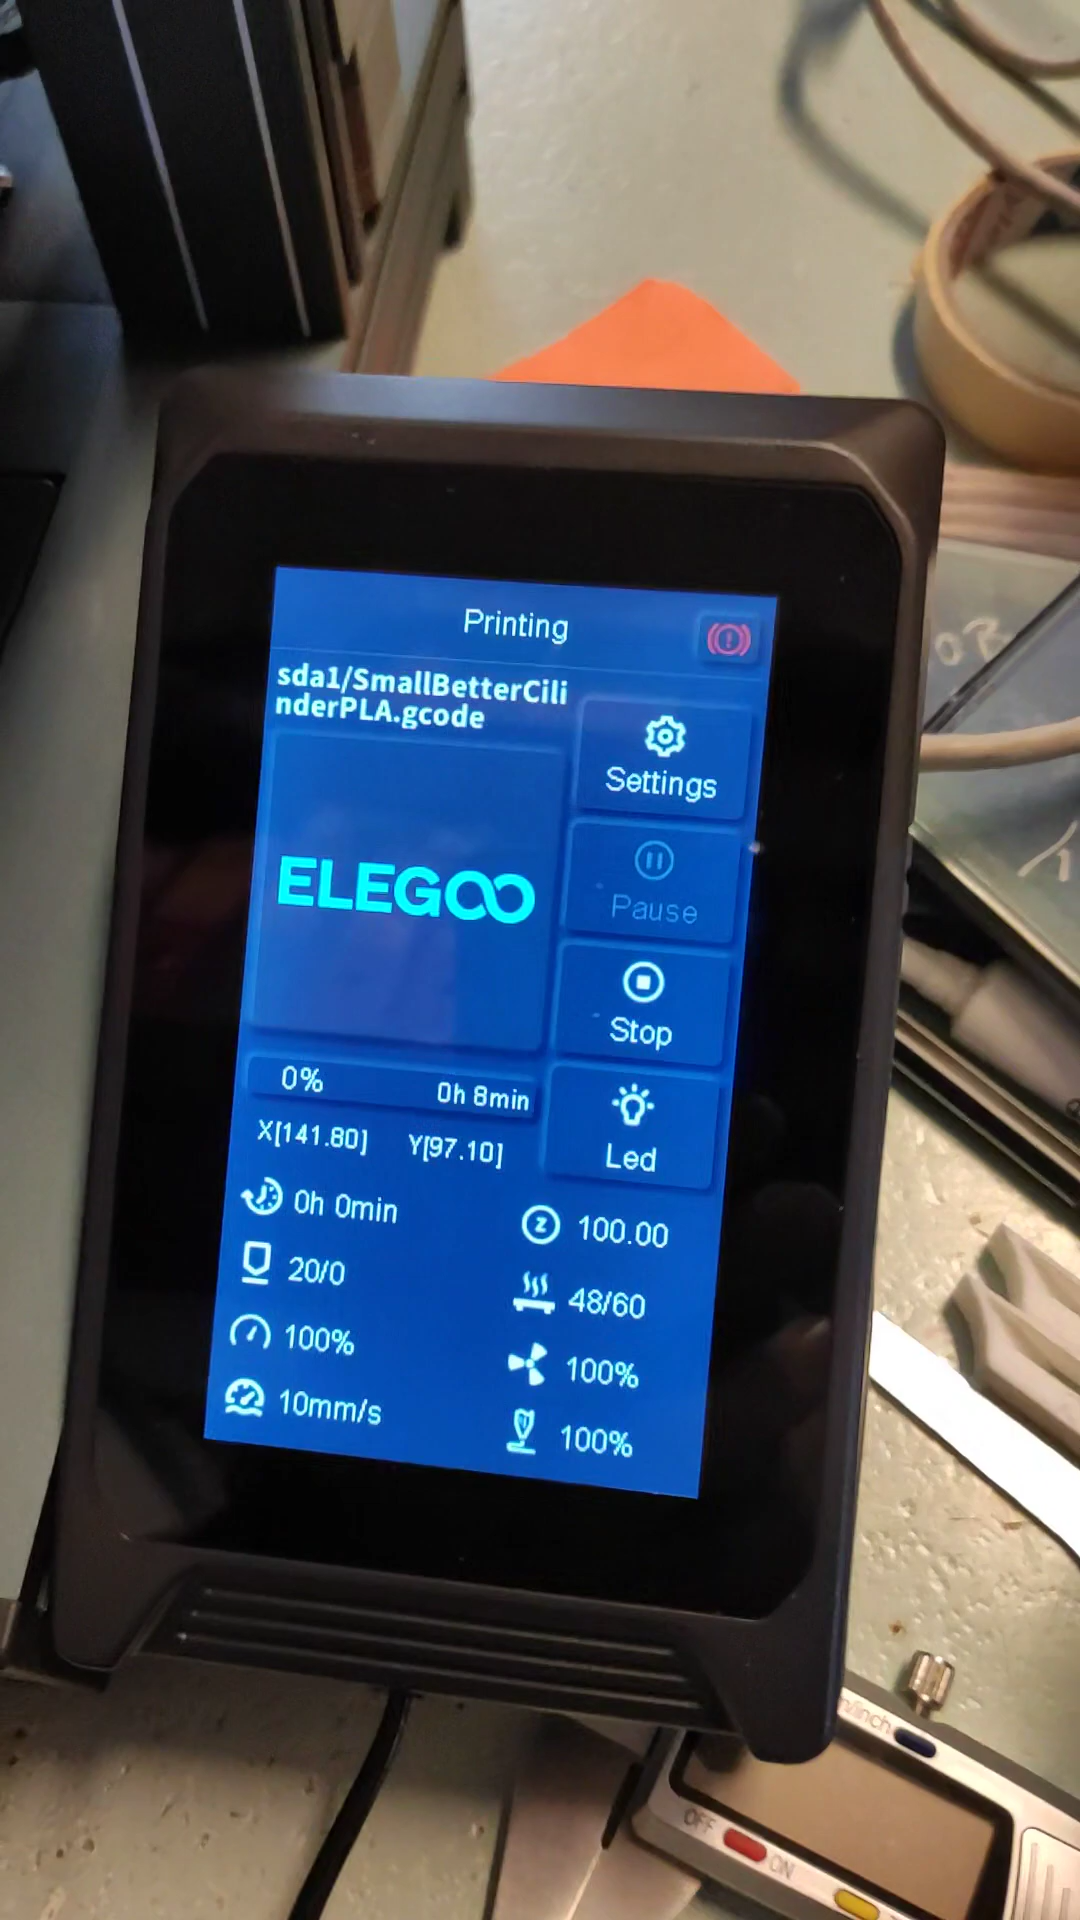 Printing
sda1/SmallBetterCili
nderPLA.gcode
Settings
ELEGOO
Pause
Stop
0% 0h 8min
Led
X[141.80] Y[97.10]
0h 0min
Z 100.00
20/0
48/60
100%
100%
10mm/s
100%
/inch
OFF
ON